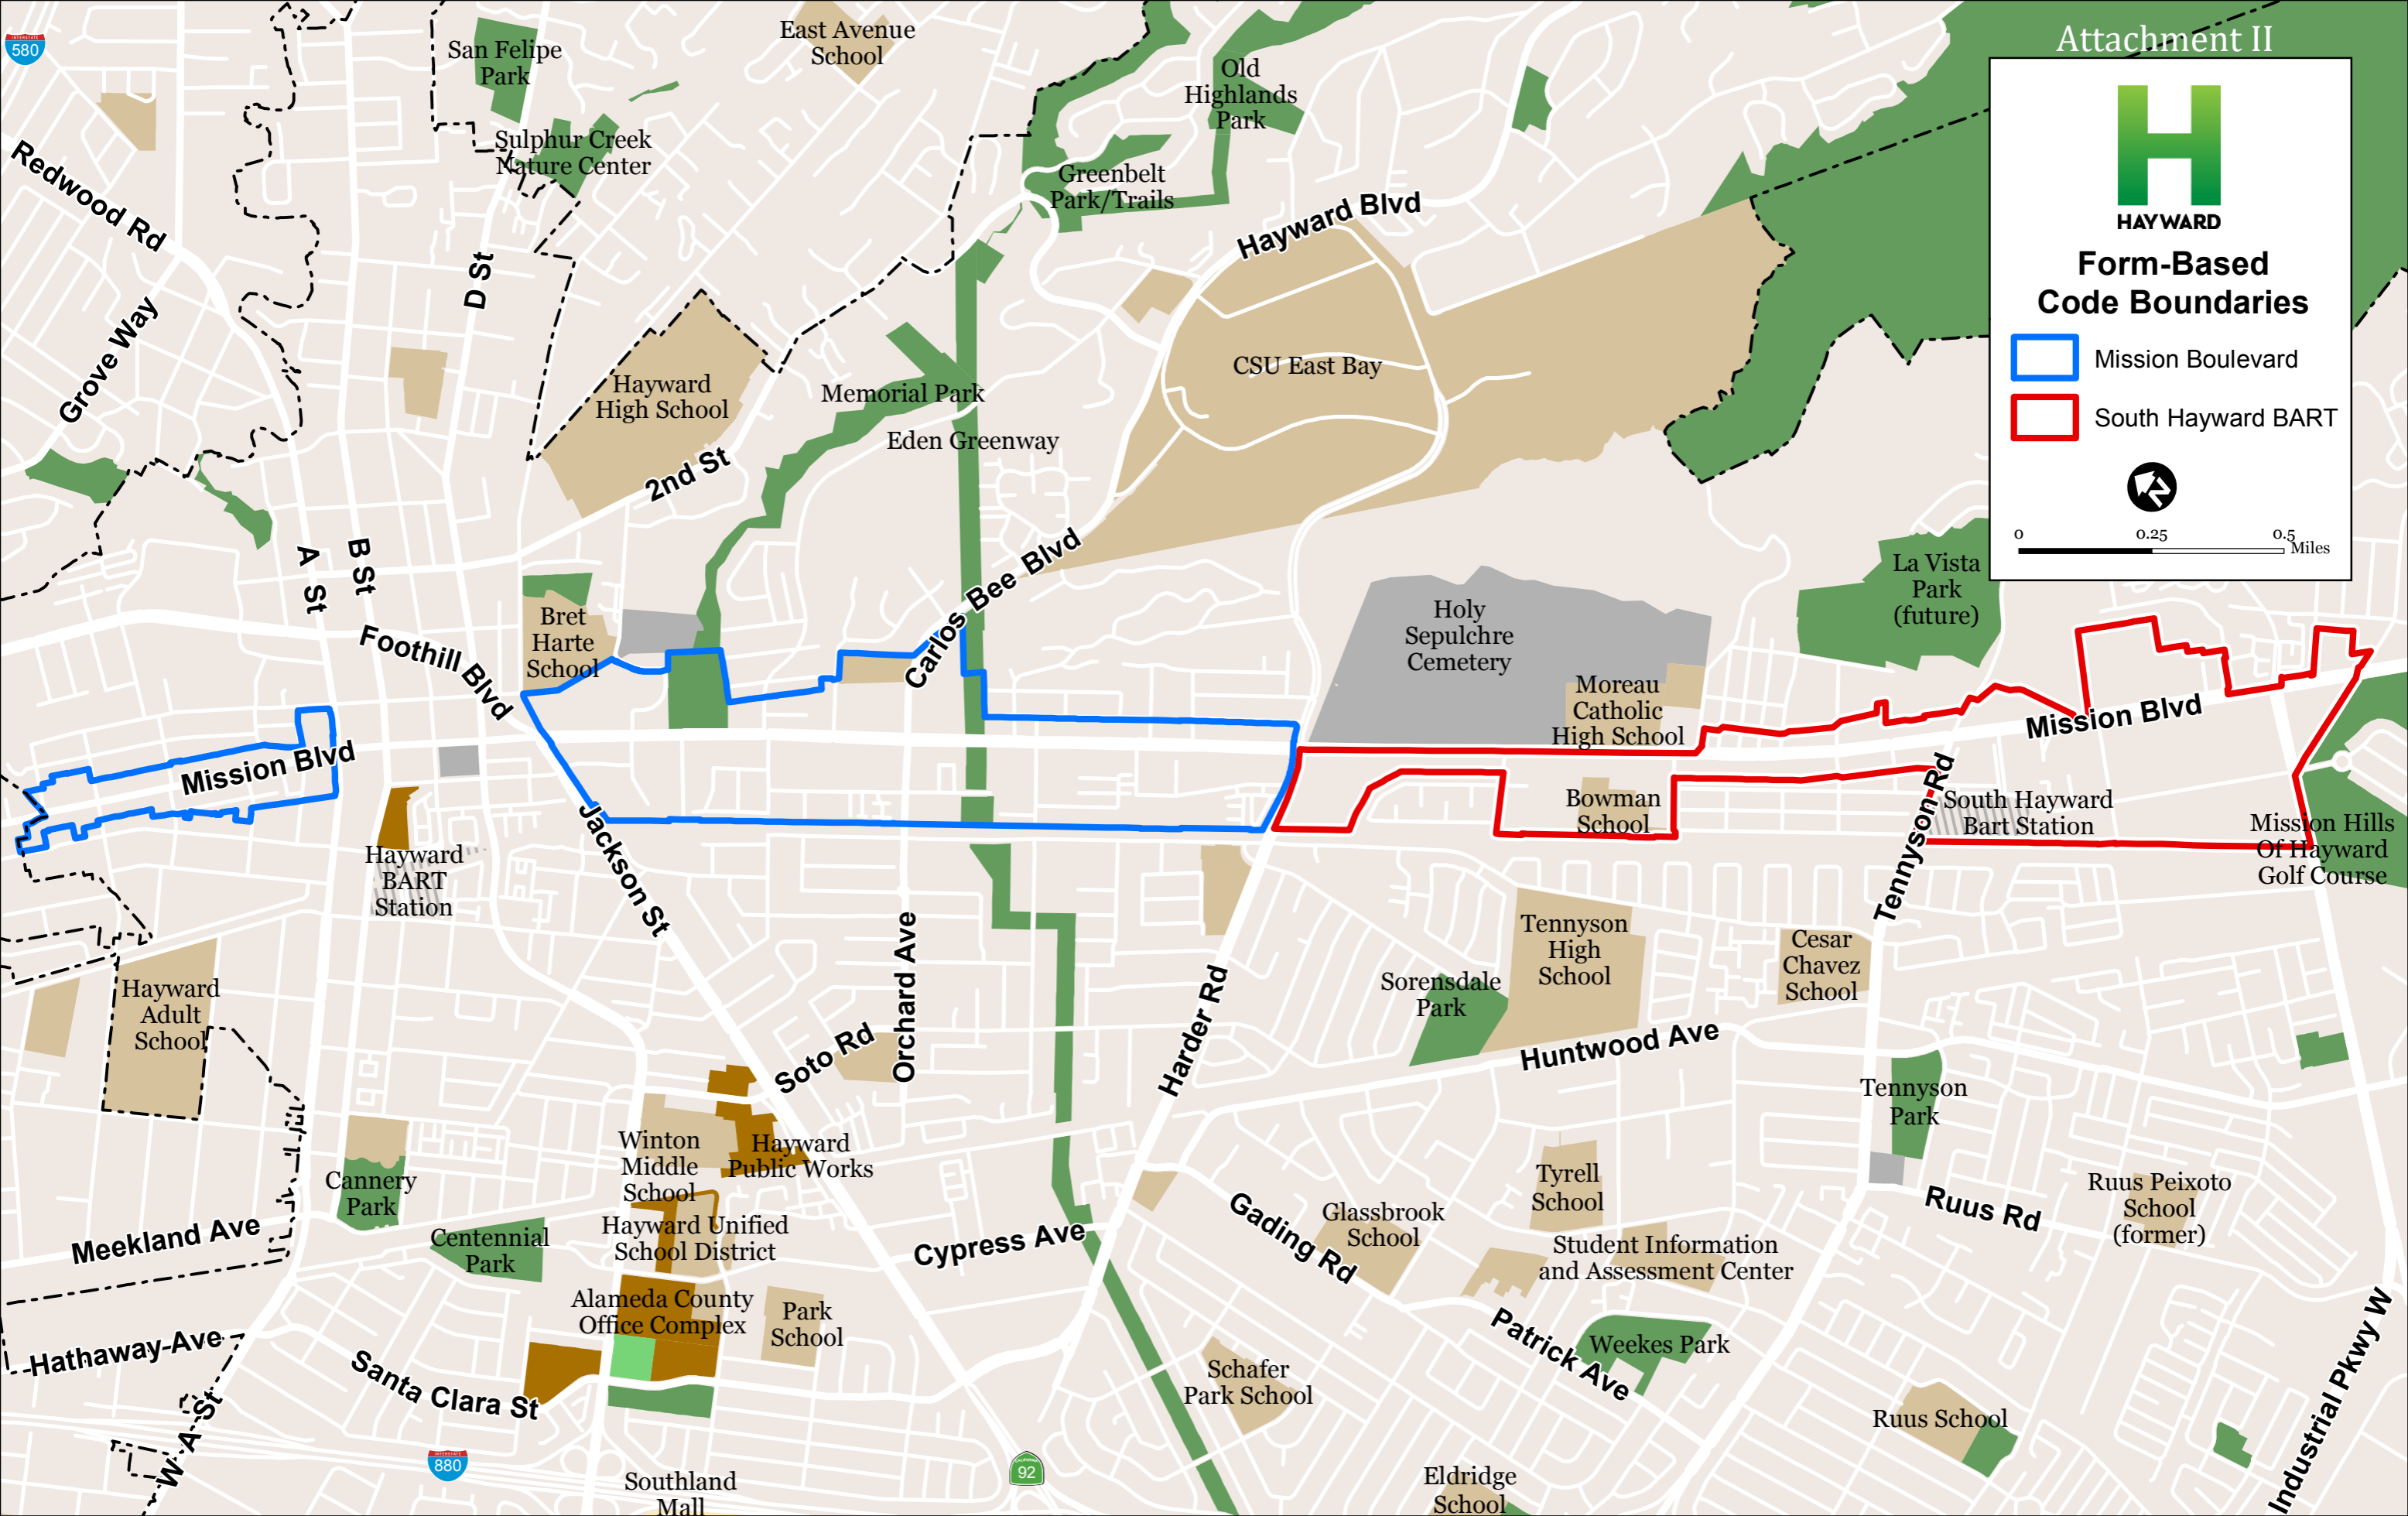 Attachment II
HAYWARD
Form-Based
Code Boundaries
Mission Boulevard
South Hayward BART
N
0 0.25 0.5
Miles
INTERSTATE
580
San Felipe
Park
East Avenue
School
Old
Highlands
Park
Sulphur Creek
Nature Center
Greenbelt
Park/Trails
Redwood Rd
Hayward Blvd
D St
Grove Way
CSU East Bay
Hayward
High School
Memorial Park
Eden Greenway
2nd St
A St
B St
Carlos Bee Blvd
La Vista
Park
(future)
Bret
Harte
School
Holy
Sepulchre
Cemetery
Foothill Blvd
Moreau
Catholic
High School
Mission Blvd
Mission Blvd
Bowman
School
South Hayward
Bart Station
Mission Hills
Of Hayward
Golf Course
Tennyson Rd
Jackson St
Hayward
BART
Station
Orchard Ave
Harder Rd
Tennyson
High
School
Cesar
Chavez
School
Sorensdale
Park
Hayward
Adult
School
Huntwood Ave
Soto Rd
Tennyson
Park
Winton
Middle
School
Hayward
Public Works
Cannery
Park
Tyrell
School
Ruus Peixoto
School
(former)
Ruus Rd
Glassbrook
School
Gading Rd
Meekland Ave
Centennial
Park
Hayward Unified
School District
Cypress Ave
Student Information
and Assessment Center
Alameda County
Office Complex
Park
School
Hathaway Ave
Santa Clara St
Patrick Ave
Weekes Park
Schafer
Park School
Ruus School
W A St
Industrial Pkwy W
INTERSTATE
880
CALIFORNIA
92
Southland
Mall
Eldridge
School